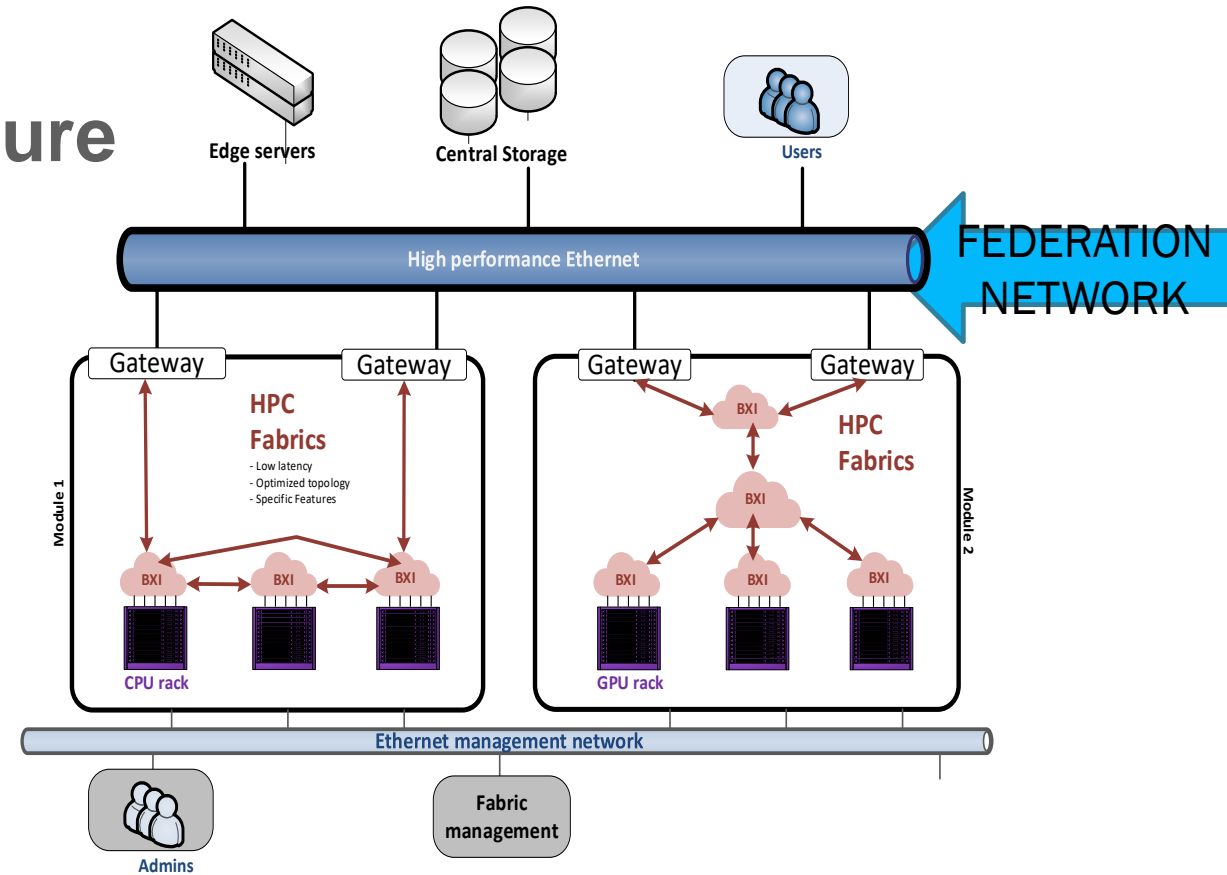 ure
Edge servers
Central Storage
Users
High performance Ethernet
FEDERATION
NETWORK
Gateway
Gateway
Gateway
Gateway
HPC
Fabrics
- Low latency
- Optimized topology
- Specific Features
Module 1
BXI
BXI
BXI
CPU rack
BXI
HPC
Fabrics
BXI
Module 2
BXI
BXI
BXI
GPU rack
Ethernet management network
Admins
Fabric
management